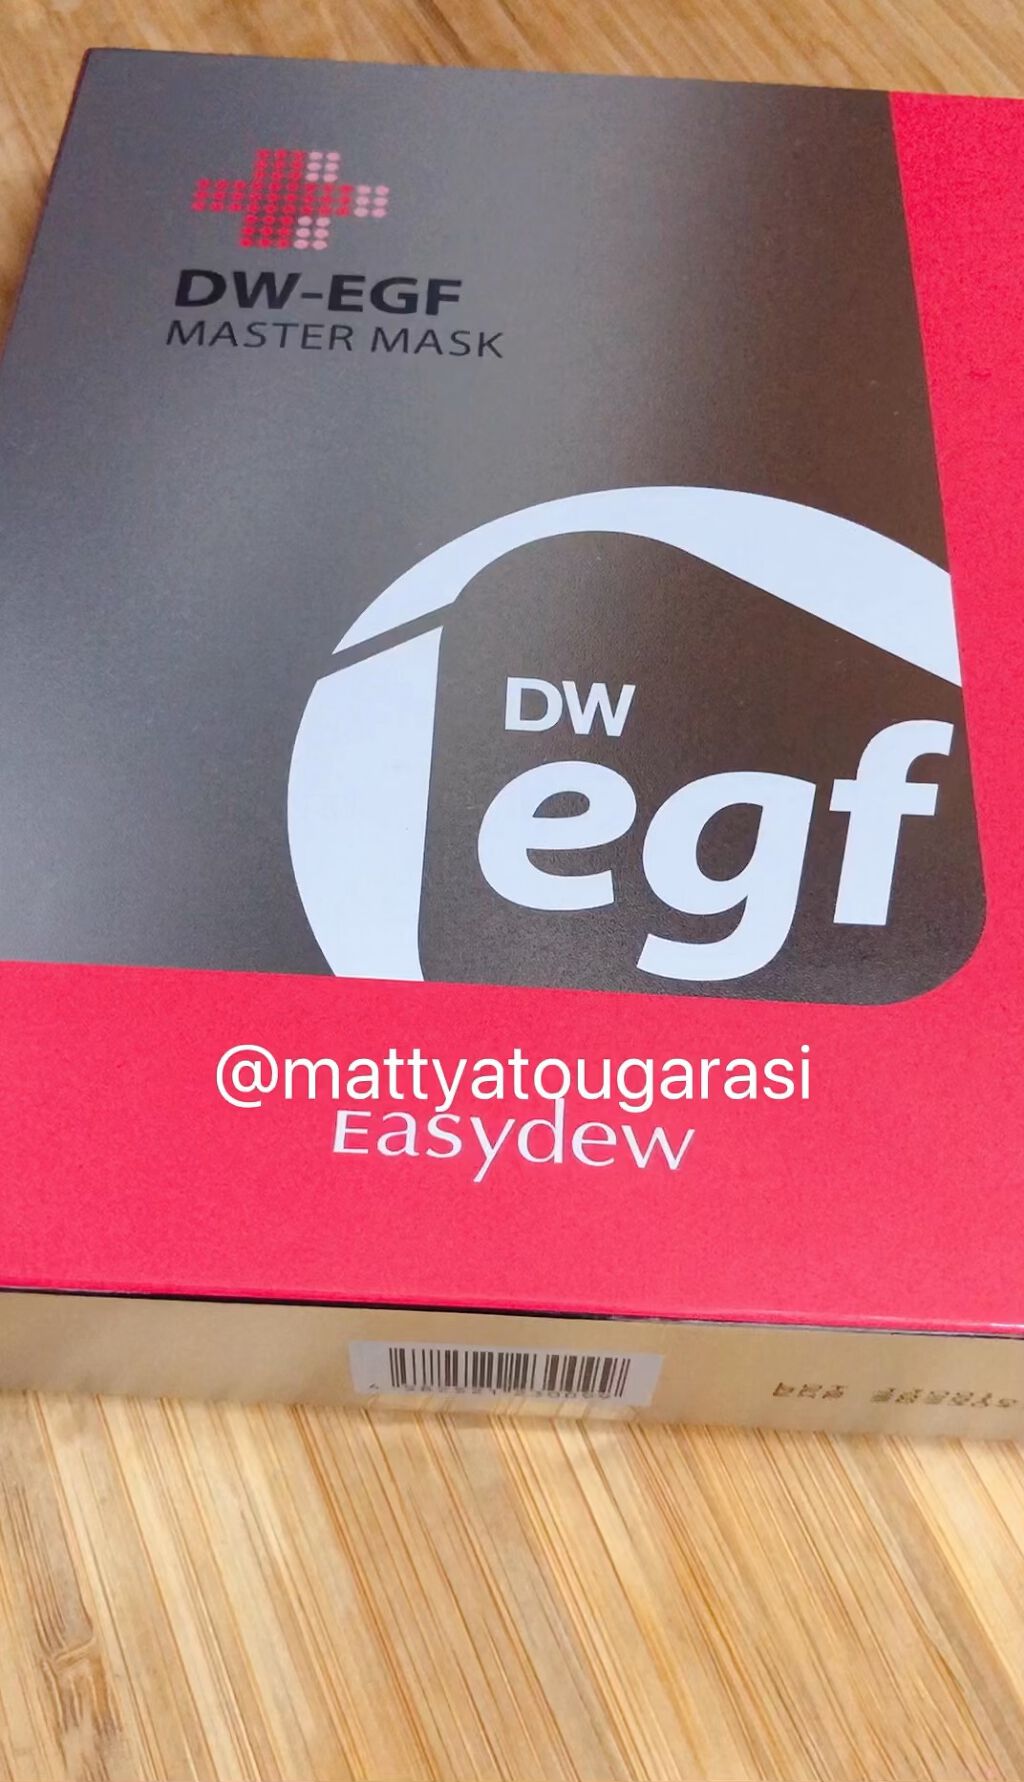 DW-EGF
MASTER MASK
DW
egf
@mattyatougarasi
Easydew